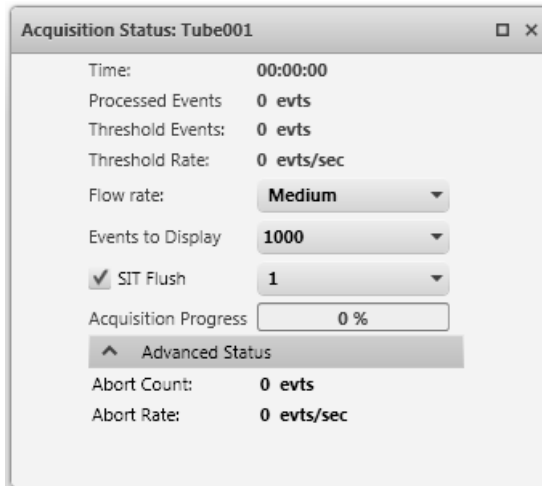 Acquisition Status: Tube001
Time: 00:00:00
Processed Events 0 evts
Threshold Events: 0 evts
Threshold Rate: 0 evts/sec
Flow rate: Medium
Events to Display 1000
SIT Flush 1
Acquisition Progress 0 %
Advanced Status
Abort Count: 0 evts
Abort Rate: 0 evts/sec